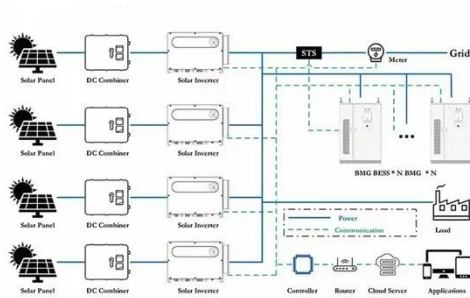 STS
Meter
Grid
Solar Panel DC Combiner Solar Inverter
Solar Panel DC Combiner Solar Inverter
BMG BESS * N BMG * N
Solar Panel DC Combiner Solar Inverter
Power
Communication
Load
Solar Panel DC Combiner Solar Inverter
Controller Router Cloud Server Applications